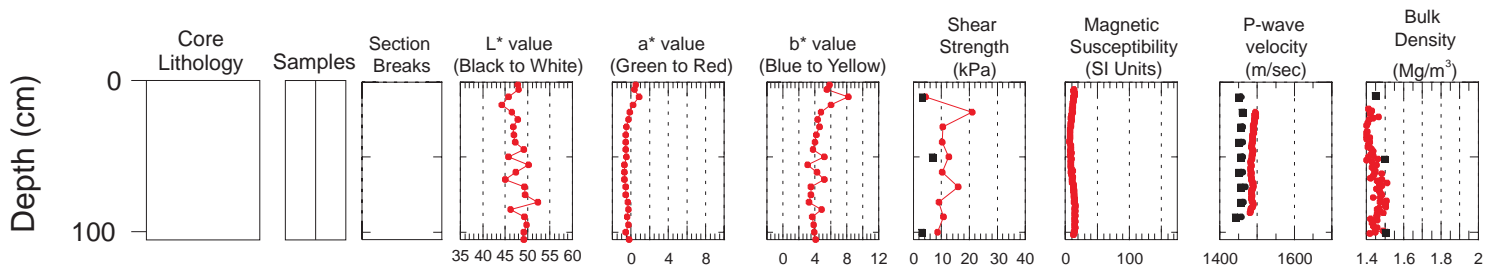 Core
Lithology
Samples
Section
Breaks
L* value
(Black to White)
a* value
(Green to Red)
b* value
(Blue to Yellow)
Shear
Strength
(kPa)
Magnetic
Susceptibility
(SI Units)
P-wave
velocity
(m/sec)
Bulk
Density
(Mg/m³)
Depth (cm)
0
100
35 40 45 50 55 60
0 4 8
0 4 8 12
0 10 20 30 40
0 100
1400 1600
1.4 1.6 1.8 2